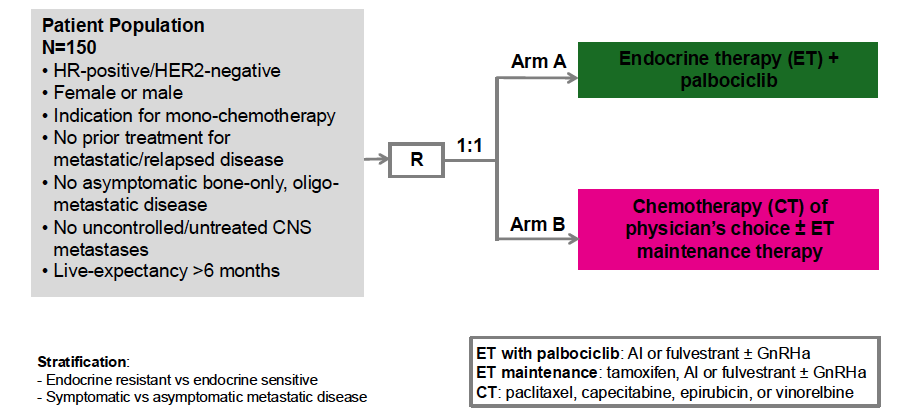 Patient Population
N=150
• HR-positive/HER2-negative
• Female or male
• Indication for mono-chemotherapy
• No prior treatment for
metastatic/relapsed disease
• No asymptomatic bone-only, oligo-
metastatic disease
• No uncontrolled/untreated CNS
metastases
• Live-expectancy >6 months
R
1:1
Arm A
Endocrine therapy (ET) +
palbociclib
Arm B
Chemotherapy (CT) of
physician's choice ± ET
maintenance therapy
Stratification:
- Endocrine resistant vs endocrine sensitive
- Symptomatic vs asymptomatic metastatic disease
ET with palbociclib: AI or fulvestrant ± GnRHa
ET maintenance: tamoxifen, AI or fulvestrant ± GnRHa
CT: paclitaxel, capecitabine, epirubicin, or vinorelbine